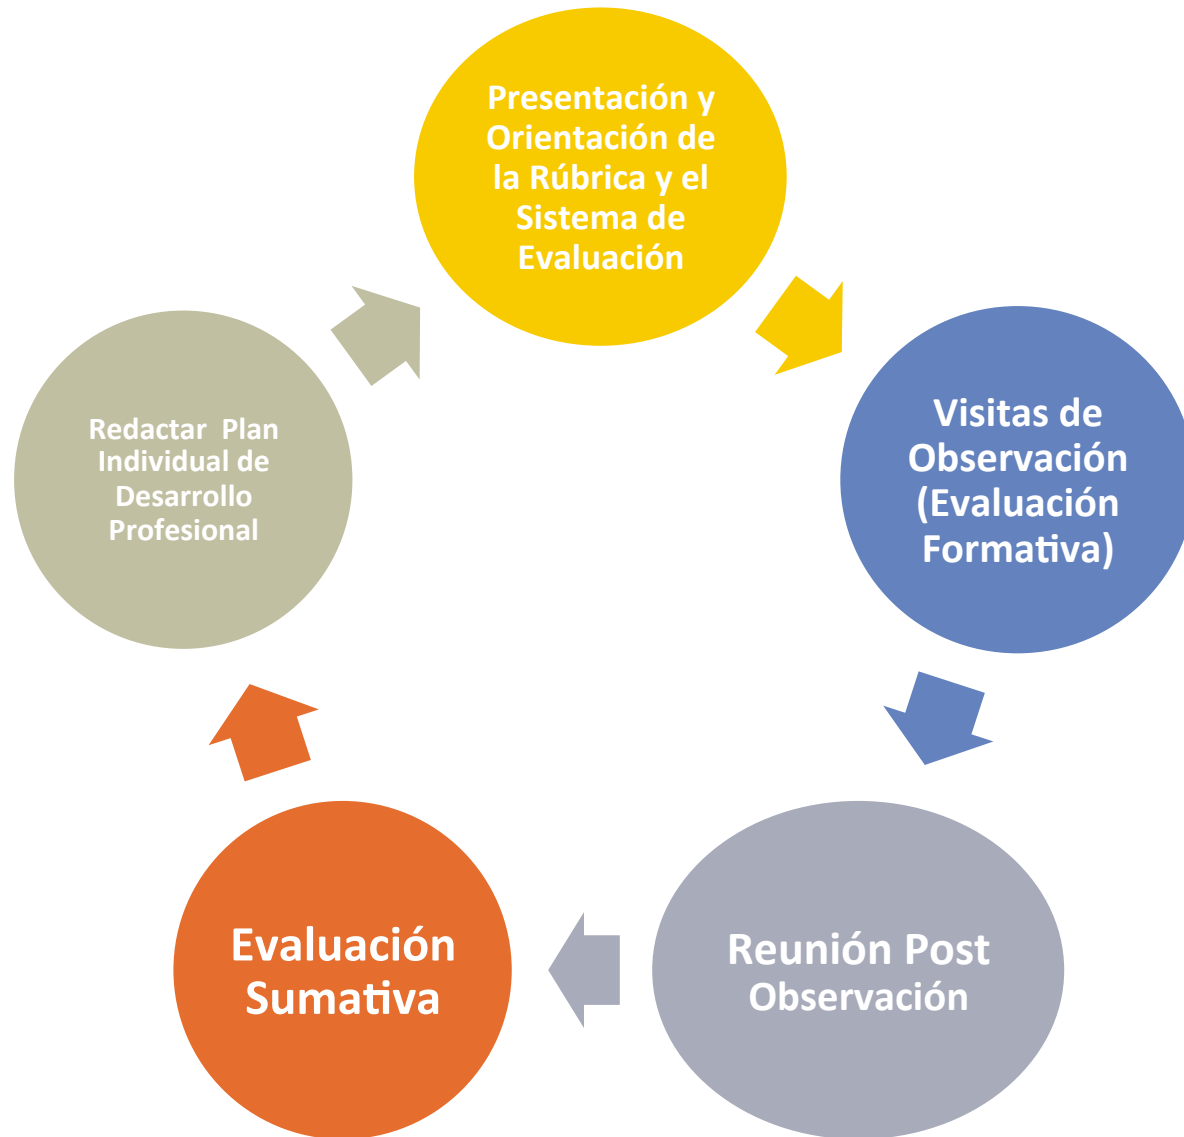 Presentación y
Orientación de
la Rúbrica y el
Sistema de
Evaluación
Visitas de
Observación
(Evaluación
Formativa)
Reunión Post
Observación
Evaluación
Sumativa
Redactar Plan
Individual de
Desarrollo
Profesional